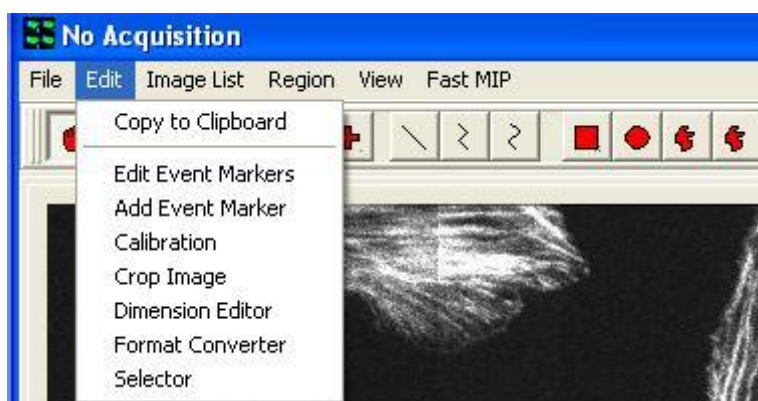 No Acquisition
File Edit Image List Region View Fast MIP
Copy to Clipboard
Edit Event Markers
Add Event Marker
Calibration
Crop Image
Dimension Editor
Format Converter
Selector